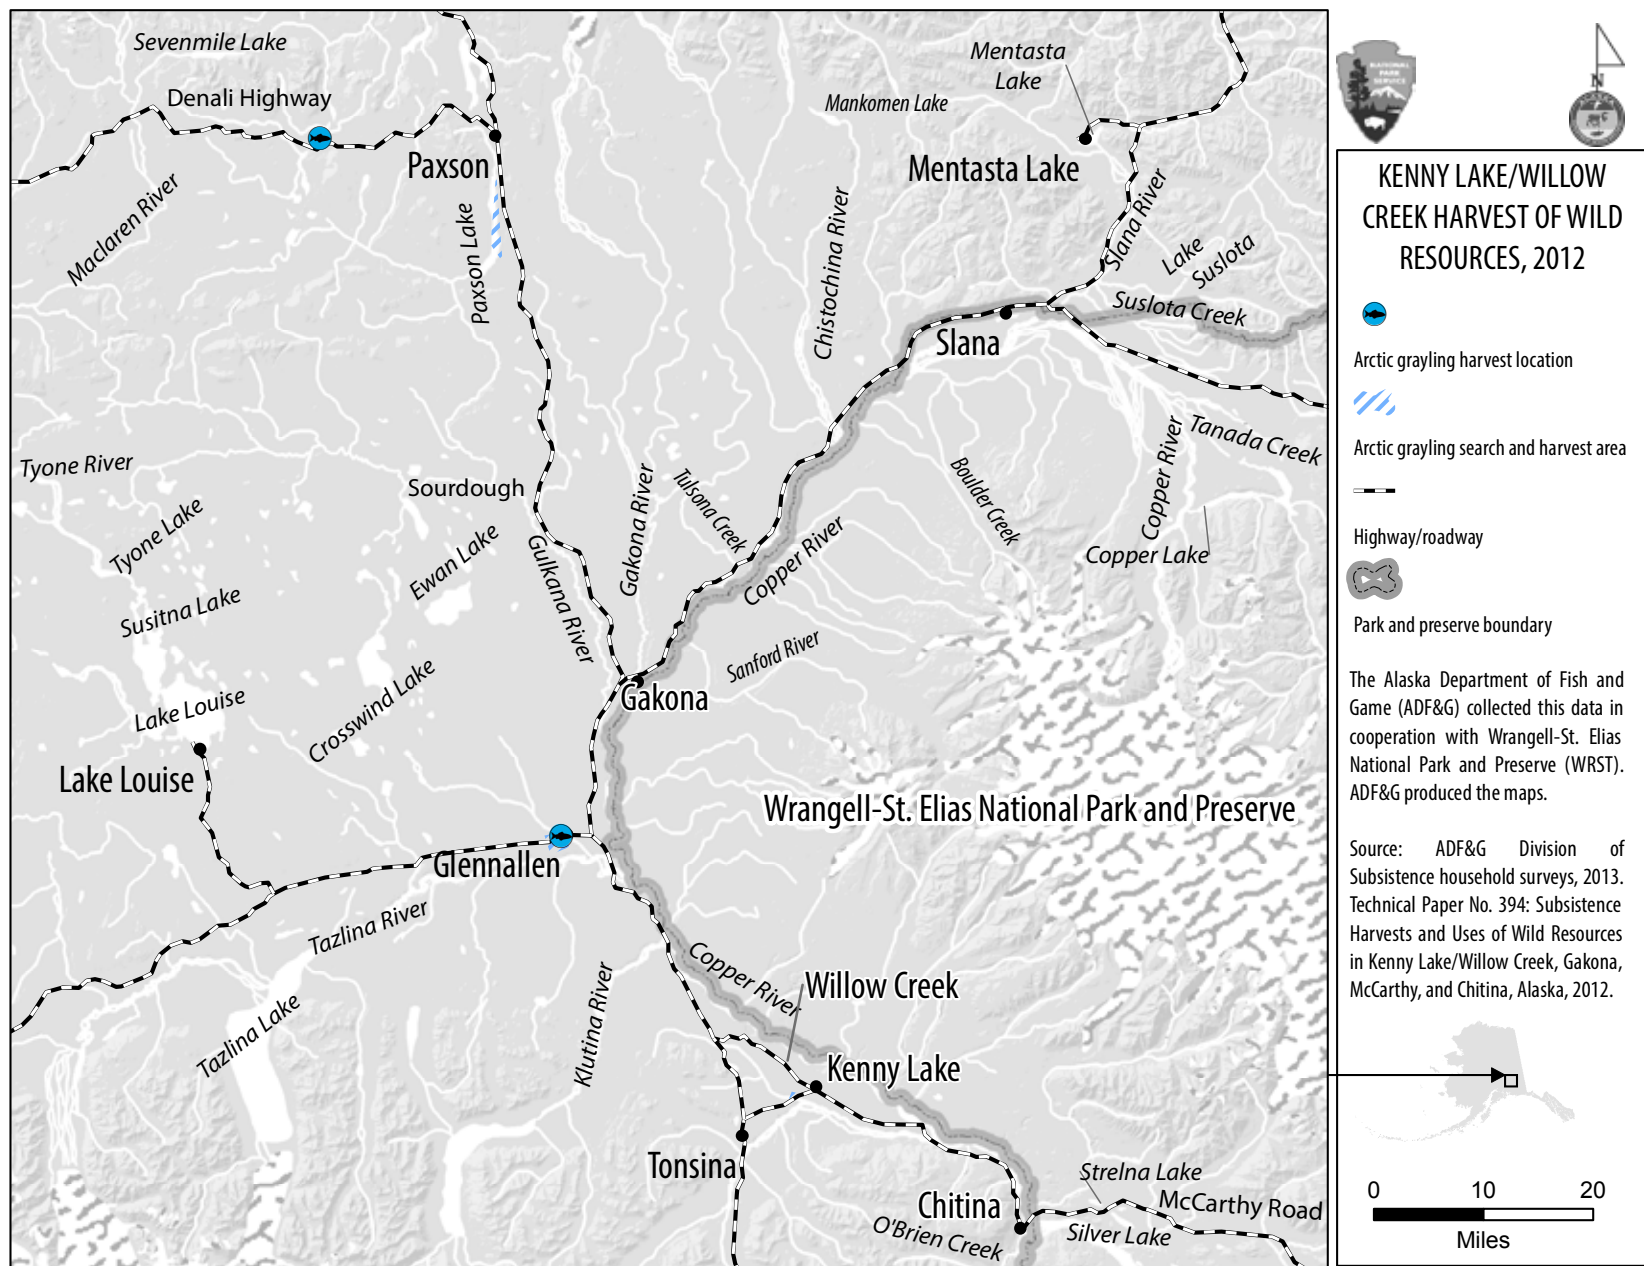 Sevenmile Lake
Denali Highway
Paxson
Maclaren River
Paxson Lake
Mentasta
Lake
Mankomen Lake
Mentasta Lake
Chistochina River
Slana River
Lake
Suslota
Suslota Creek
Slana
Tanada Creek
Copper River
Copper Lake
Boulder Creek
Tyone River
Tyone Lake
Sourdough
Ewan Lake
Susitna Lake
Gulkana River
Gakona River
Tulsona Creek
Copper River
Sanford River
Gakona
Lake Louise
Crosswind Lake
Lake Louise
Wrangell-St. Elias National Park and Preserve
Glennallen
Tazlina River
Tazlina Lake
Klutina River
Copper River
Willow Creek
Kenny Lake
Tonsina
Chitina
O'Brien Creek
Strelna Lake
McCarthy Road
Silver Lake
NATIONAL
PARK
SERVICE
N
ALASKA
KENNY LAKE/WILLOW
CREEK HARVEST OF WILD
RESOURCES, 2012
Arctic grayling harvest location
Arctic grayling search and harvest area
Highway/roadway
Park and preserve boundary
The Alaska Department of Fish and
Game (ADF&G) collected this data in
cooperation with Wrangell-St. Elias
National Park and Preserve (WRST).
ADF&G produced the maps.
Source: ADF&G Division of
Subsistence household surveys, 2013.
Technical Paper No. 394: Subsistence
Harvests and Uses of Wild Resources
in Kenny Lake/Willow Creek, Gakona,
McCarthy, and Chitina, Alaska, 2012.
0 10 20
Miles